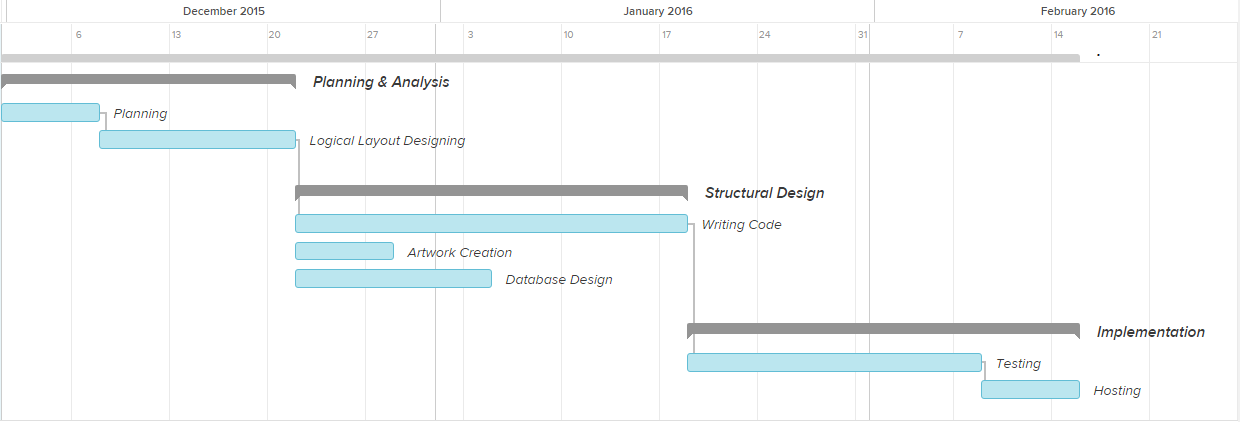 December 2015 January 2016 February 2016
6 13 20 27 3 10 17 24 31 7 14 21
.
Planning & Analysis
Planning
Logical Layout Designing
Structural Design
Writing Code
Artwork Creation
Database Design
Implementation
Testing
Hosting